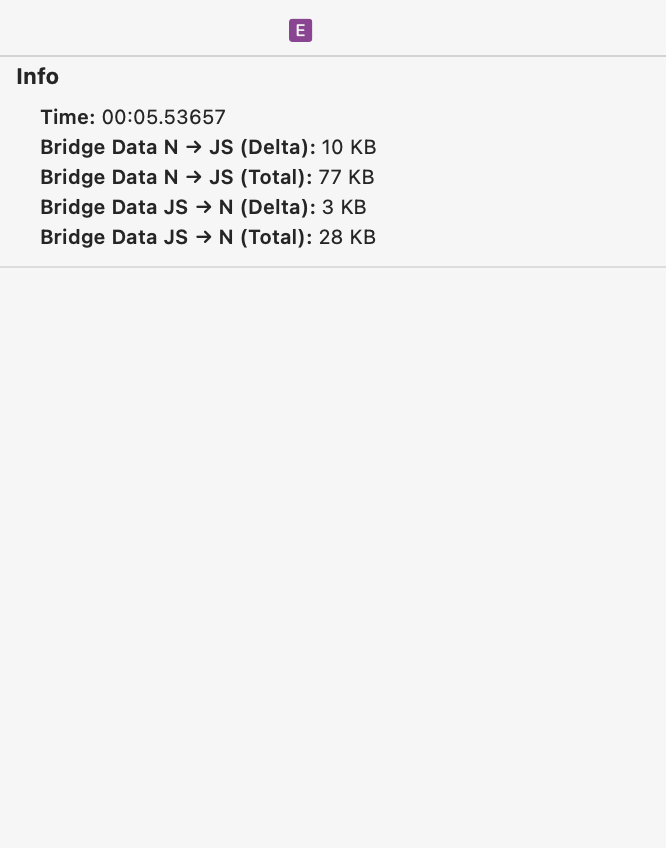 E
Info
Time: 00:05.53657
Bridge Data N → JS (Delta): 10 KB
Bridge Data N → JS (Total): 77 KB
Bridge Data JS → N (Delta): 3 KB
Bridge Data JS → N (Total): 28 KB